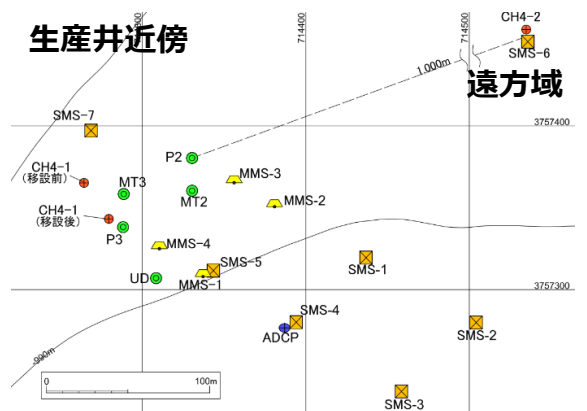 生産井近傍
714400
714500
CH4-2
SMS-6
1,000m
遠方域
SMS-7
3757400
P2
CH4-1
(移設前)
MT3
MMS-3
MT2
MMS-2
CH4-1
(移設後)
P3
MMS-4
SMS-5
SMS-1
UD
MMS-1
3757300
SMS-4
ADCP
SMS-2
-990m
0
100m
SMS-3